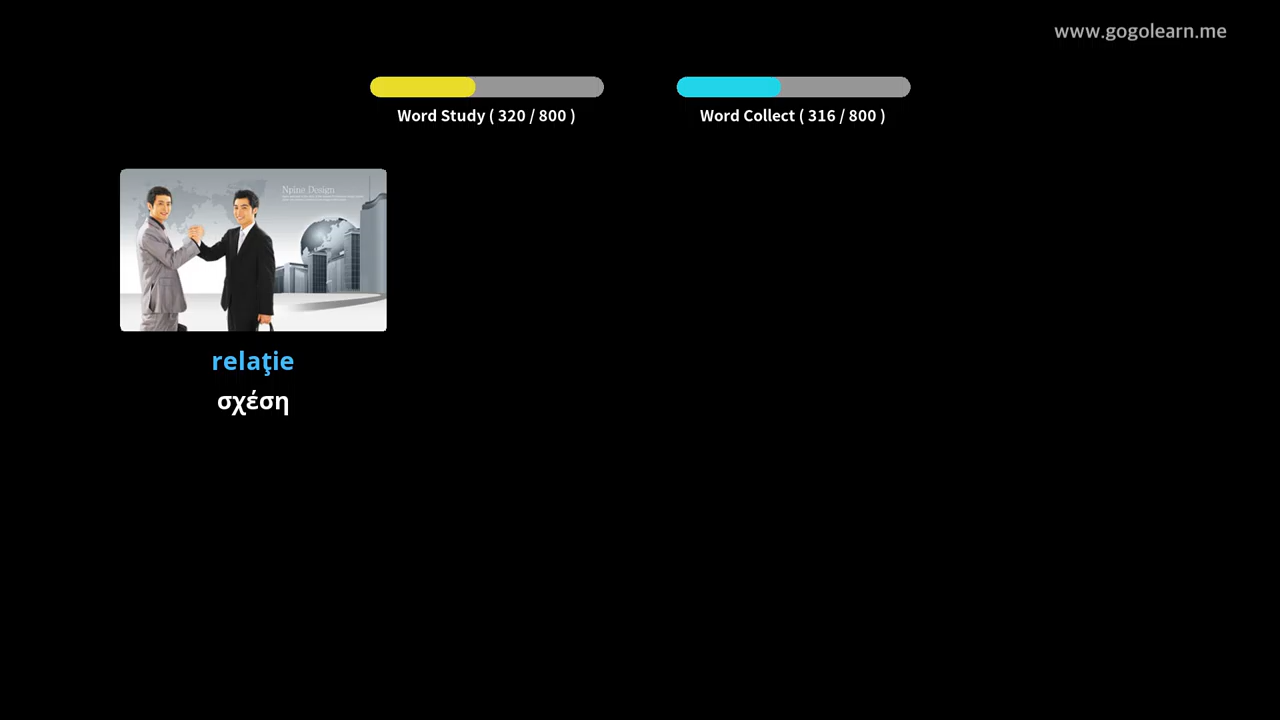 www.gogolearn.me
Word Study ( 320 / 800 )
Word Collect ( 316 / 800 )
Npine Design
relaţie
σχέση